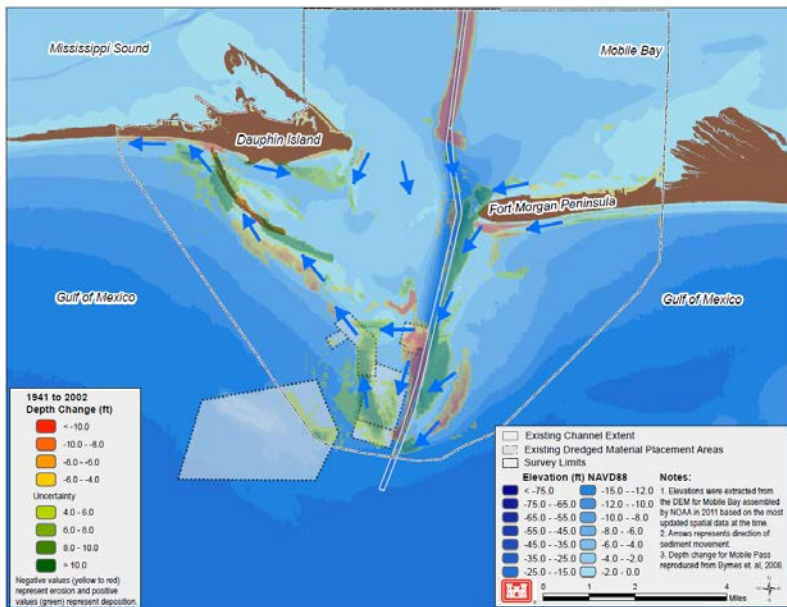 Mississippi Sound
Mobile Bay
Dauphin Island
Fort Morgan Peninsula
Gulf of Mexico
Gulf of Mexico
1941 to 2002
Depth Change (ft)
< -10.0
-10.0 - -8.0
-8.0 - -6.0
-6.0 - -4.0
Uncertainty
4.0 - 6.0
6.0 - 8.0
8.0 - 10.0
> 10.0
Negative values (yellow to red)
represent erosion and positive
values (green) represent deposition.
Existing Channel Extent
Existing Dredged Material Placement Areas
Survey Limits
Elevation (ft) NAVD88
< -75.0
-75.0 - -65.0
-65.0 - -55.0
-55.0 - -45.0
-45.0 - -35.0
-35.0 - -25.0
-25.0 - -15.0
-15.0 - -12.0
-12.0 - -10.0
-10.0 - -8.0
-8.0 - -6.0
-6.0 - -4.0
-4.0 - -2.0
-2.0 - 0.0
Notes:
1. Elevations were extracted from
the DEM for Mobile Bay assembled
by NOAA in 2011 based on the most
updated spatial data at the time.
2. Arrows represents direction of
sediment movement.
3. Depth change for Mobile Pass
reproduced from Byrnes et. al, 2008.
0 1 2 4
Miles